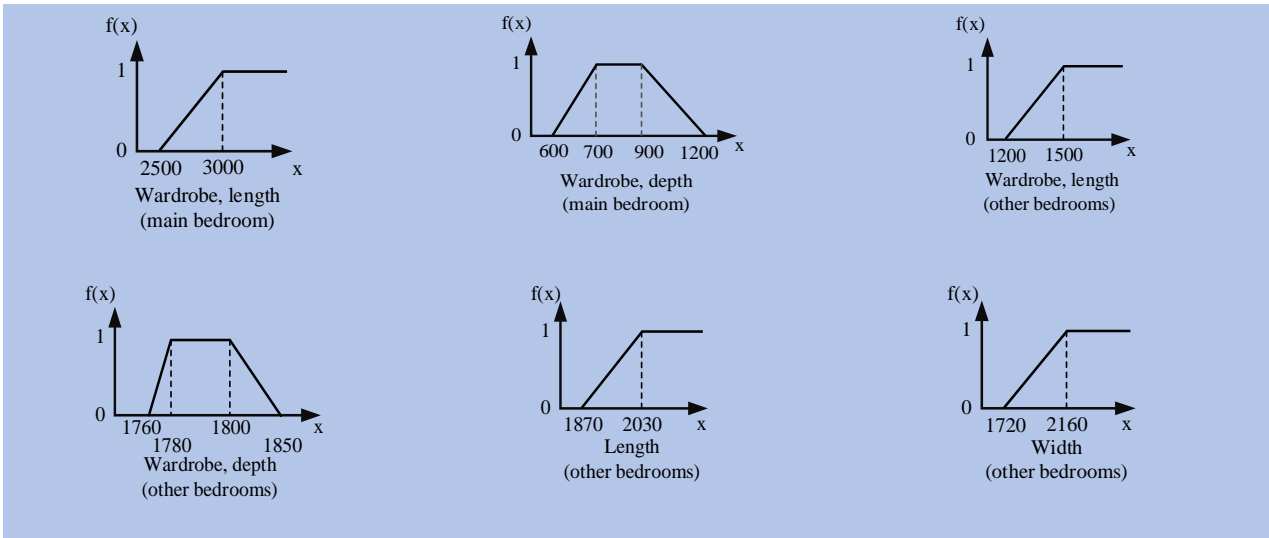 f(x)
1
0
2500 3000 x
Wardrobe, length
(main bedroom)
f(x)
1
0
600 700 900 1200 x
Wardrobe, depth
(main bedroom)
f(x)
1
0
1200 1500 x
Wardrobe, length
(other bedrooms)
f(x)
1
0
1760 1800 x
1780 1850
Wardrobe, depth
(other bedrooms)
f(x)
1
0
1870 2030 x
Length
(other bedrooms)
f(x)
1
0
1720 2160 x
Width
(other bedrooms)